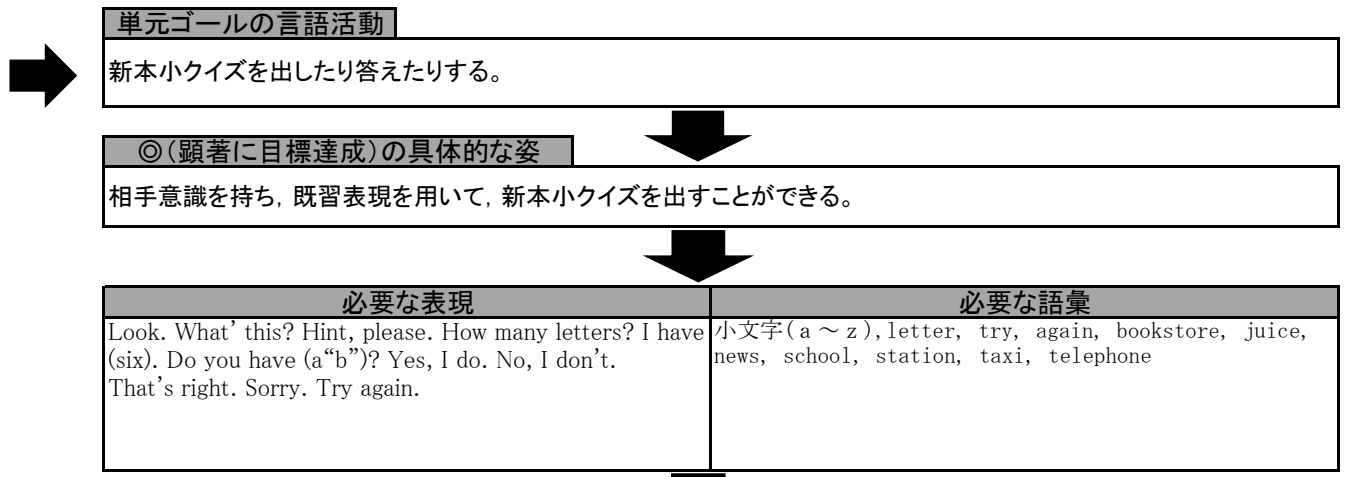 単元ゴールの言語活動
新本小クイズを出したり答えたりする。
◎(顕著に目標達成)の具体的な姿
相手意識を持ち,既習表現を用いて,新本小クイズを出すことができる。
必要な表現
Look. What’ this? Hint, please. How many letters? I have
(six). Do you have (a“b”)? Yes, I do. No, I don’t.
That’s right. Sorry. Try again.
必要な語彙
小文字(a～z),letter, try, again, bookstore, juice,
news, school, station, taxi, telephone